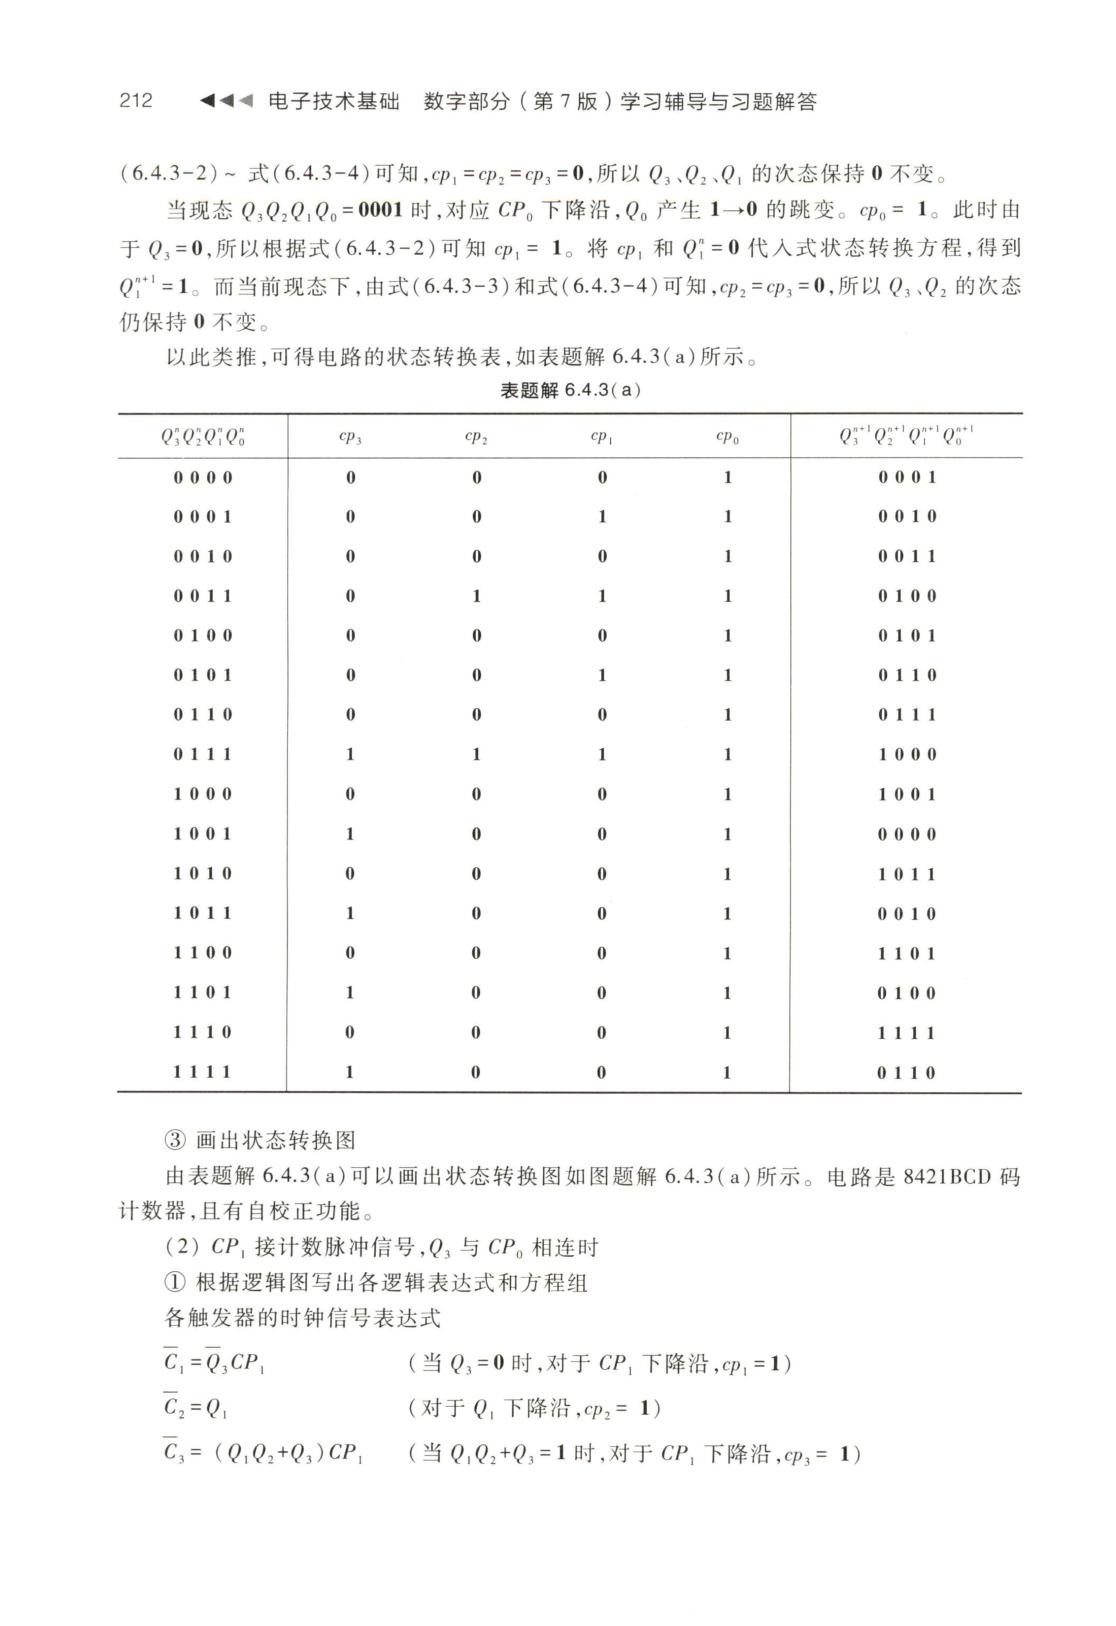 212 ◀◀◀ 电子技术基础 数字部分(第7版)学习辅导与习题解答
(6.4.3-2)~ 式(6.4.3-4)可知,cp₁=cp₂=cp₃=0,所以 Q₃、Q₂、Q₁ 的次态保持 0 不变。
当现态 Q₃Q₂Q₁Q₀=0001 时,对应 CP₀ 下降沿,Q₀ 产生 1→0 的跳变。cp₀= 1。此时由
于 Q₃=0,所以根据式(6.4.3-2)可知 cp₁= 1。将 cp₁ 和 Q₁ⁿ=0 代入式状态转换方程,得到
Q₁ⁿ⁺¹=1。而当前现态下,由式(6.4.3-3)和式(6.4.3-4)可知,cp₂=cp₃=0,所以 Q₃、Q₂ 的次态
仍保持 0 不变。
以此类推,可得电路的状态转换表,如表题解 6.4.3(a)所示。
表题解 6.4.3(a)
Q₃ⁿQ₂ⁿQ₁ⁿQ₀ⁿ cp₃ cp₂ cp₁ cp₀ Q₃ⁿ⁺¹Q₂ⁿ⁺¹Q₁ⁿ⁺¹Q₀ⁿ⁺¹
0 0 0 0 0 0 0 1 0 0 0 1
0 0 0 1 0 0 1 1 0 0 1 0
0 0 1 0 0 0 0 1 0 0 1 1
0 0 1 1 0 1 1 1 0 1 0 0
0 1 0 0 0 0 0 1 0 1 0 1
0 1 0 1 0 0 1 1 0 1 1 0
0 1 1 0 0 0 0 1 0 1 1 1
0 1 1 1 1 1 1 1 1 0 0 0
1 0 0 0 0 0 0 1 1 0 0 1
1 0 0 1 1 0 0 1 0 0 0 0
1 0 1 0 0 0 0 1 1 0 1 1
1 0 1 1 1 0 0 1 0 0 1 0
1 1 0 0 0 0 0 1 1 1 0 1
1 1 0 1 1 0 0 1 0 1 0 0
1 1 1 0 0 0 0 1 1 1 1 1
1 1 1 1 1 0 0 1 0 1 1 0
③ 画出状态转换图
由表题解 6.4.3(a)可以画出状态转换图如图题解 6.4.3(a)所示。电路是 8421BCD 码
计数器,且有自校正功能。
(2) CP₁ 接计数脉冲信号,Q₃ 与 CP₀ 相连时
① 根据逻辑图写出各逻辑表达式和方程组
各触发器的时钟信号表达式
C̅₁=Q̅₃CP₁ (当 Q₃=0 时,对于 CP₁ 下降沿,cp₁=1)
C̅₂=Q₁ (对于 Q₁ 下降沿,cp₂= 1)
C̅₃=(Q₁Q₂+Q₃)CP₁ (当 Q₁Q₂+Q₃=1 时,对于 CP₁ 下降沿,cp₃= 1)